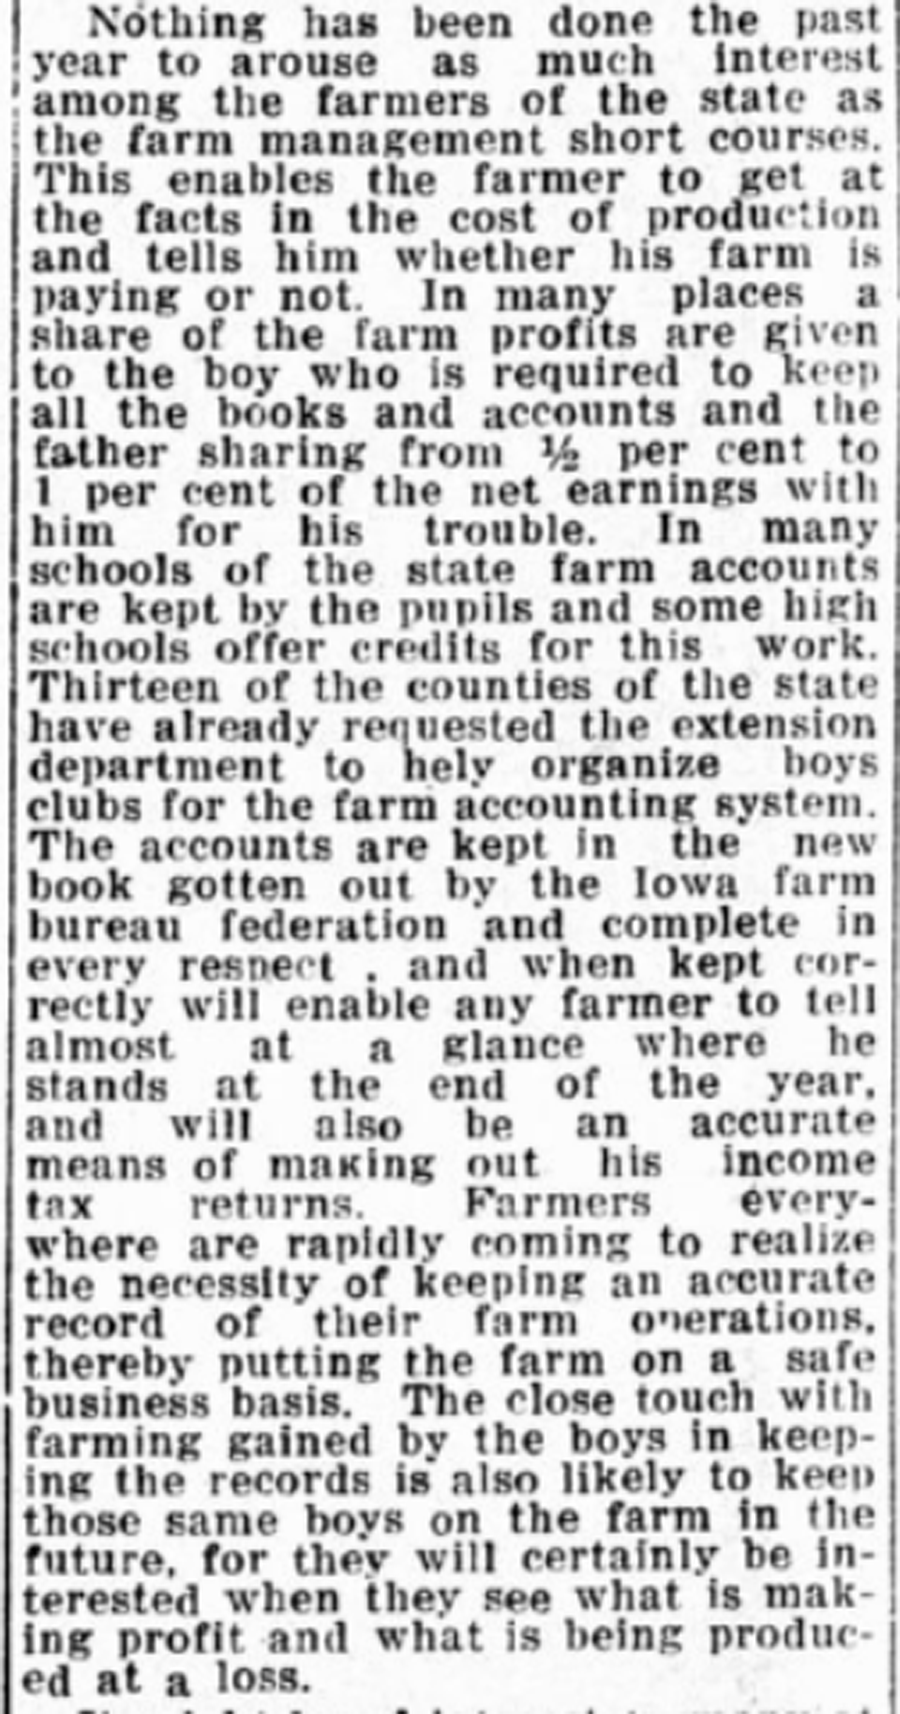 Nothing has been done the past
year to arouse as much interest
among the farmers of the state as
the farm management short courses.
This enables the farmer to get at
the facts in the cost of production
and tells him whether his farm is
paying or not. In many places a
share of the farm profits are given
to the boy who is required to keep
all the books and accounts and the
father sharing from ½ per cent to
1 per cent of the net earnings with
him for his trouble. In many
schools of the state farm accounts
are kept by the pupils and some high
schools offer credits for this work.
Thirteen of the counties of the state
have already requested the extension
department to hely organize boys
clubs for the farm accounting system.
The accounts are kept in the new
book gotten out by the Iowa farm
bureau federation and complete in
every respect , and when kept cor-
rectly will enable any farmer to tell
almost at a glance where he
stands at the end of the year,
and will also be an accurate
means of making out his income
tax returns. Farmers every-
where are rapidly coming to realize
the necessity of keeping an accurate
record of their farm operations,
thereby putting the farm on a safe
business basis. The close touch with
farming gained by the boys in keep-
ing the records is also likely to keep
those same boys on the farm in the
future, for they will certainly be in-
terested when they see what is mak-
ing profit and what is being produc-
ed at a loss.